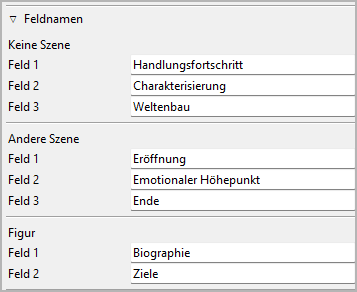 Feldnamen
Keine Szene
Feld 1 Handlungsfortschritt
Feld 2 Charakterisierung
Feld 3 Weltenbau
Andere Szene
Feld 1 Eröffnung
Feld 2 Emotionaler Höhepunkt
Feld 3 Ende
Figur
Feld 1 Biographie
Feld 2 Ziele